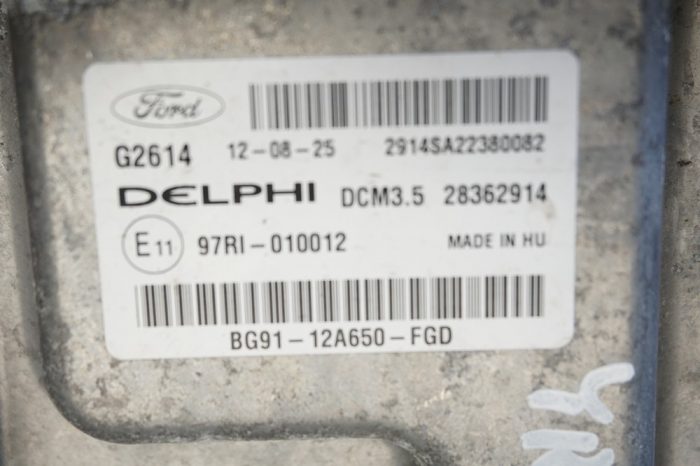 Ford
G2614 12-08-25 2914SA22380082
DELPHI DCM3.5 28362914
E11 97RI-010012 MADE IN HU
BG91-12A650-FGD